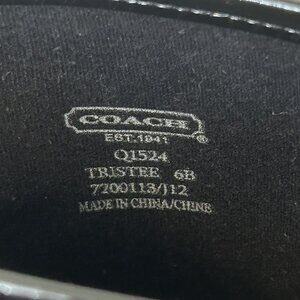 COACH®
EST. 1941
Q1524
TRISTEE 6B
7200113/J12
MADE IN CHINA/CHINE